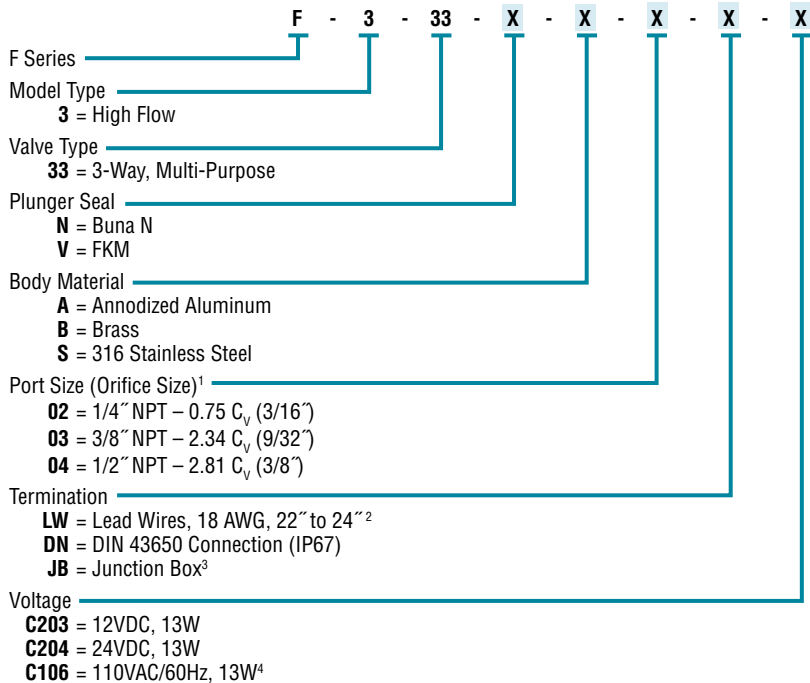 F - 3 - 33 - X - X - X - X - X
F Series
Model Type
3 = High Flow
Valve Type
33 = 3-Way, Multi-Purpose
Plunger Seal
N = Buna N
V = FKM
Body Material
A = Annodized Aluminum
B = Brass
S = 316 Stainless Steel
Port Size (Orifice Size)¹
02 = 1/4˝ NPT – 0.75 Cᵥ (3/16˝)
03 = 3/8˝ NPT – 2.34 Cᵥ (9/32˝)
04 = 1/2˝ NPT – 2.81 Cᵥ (3/8˝)
Termination
LW = Lead Wires, 18 AWG, 22˝ to 24˝ ²
DN = DIN 43650 Connection (IP67)
JB = Junction Box³
Voltage
C203 = 12VDC, 13W
C204 = 24VDC, 13W
C106 = 110VAC/60Hz, 13W⁴